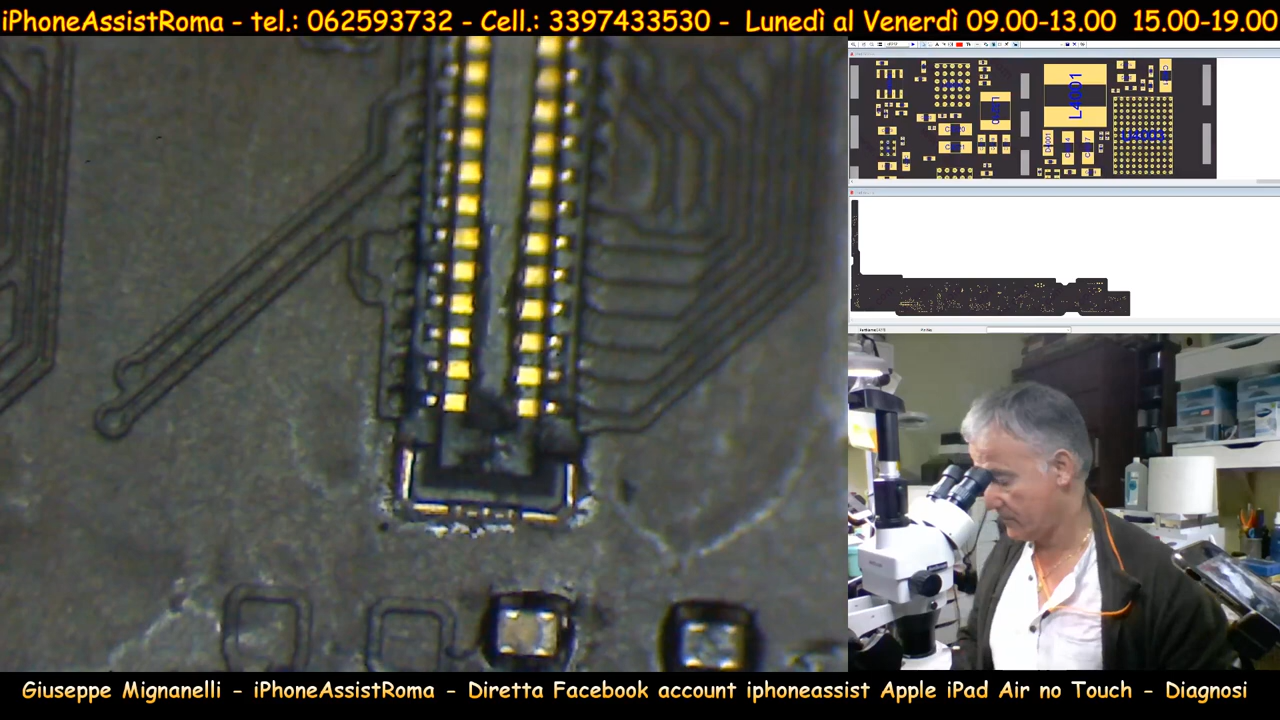 iPhoneAssistRoma - tel.: 062593732 - Cell.: 3397433530 - Lunedì al Venerdì 09.00-13.00 15.00-19.00
L4001
Giuseppe Mignanelli - iPhoneAssistRoma - Diretta Facebook account iphoneassist Apple iPad Air no Touch - Diagnosi